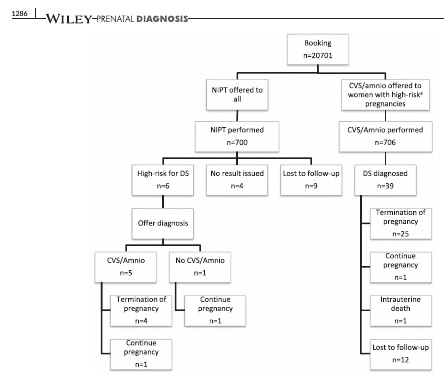 1286
WILEY-PRENATAL DIAGNOSIS
Booking
n=20701
NIPT offered to
all
CVS/amnio offered to
women with high-risk*
pregnancies
NIPT performed
n=700
CVS/Amnio performed
n=706
High-risk for DS
n=6
No result issued
n=4
Lost to follow-up
n=9
DS diagnosed
n=39
Offer diagnosis
Termination of
pregnancy
n=25
CVS/Amnio
n=5
No CVS/Amnio
n=1
Continue
pregnancy
n=1
Termination of
pregnancy
n=4
Continue
pregnancy
n=1
Intrauterine
death
n=1
Continue
pregnancy
n=1
Lost to follow-up
n=12